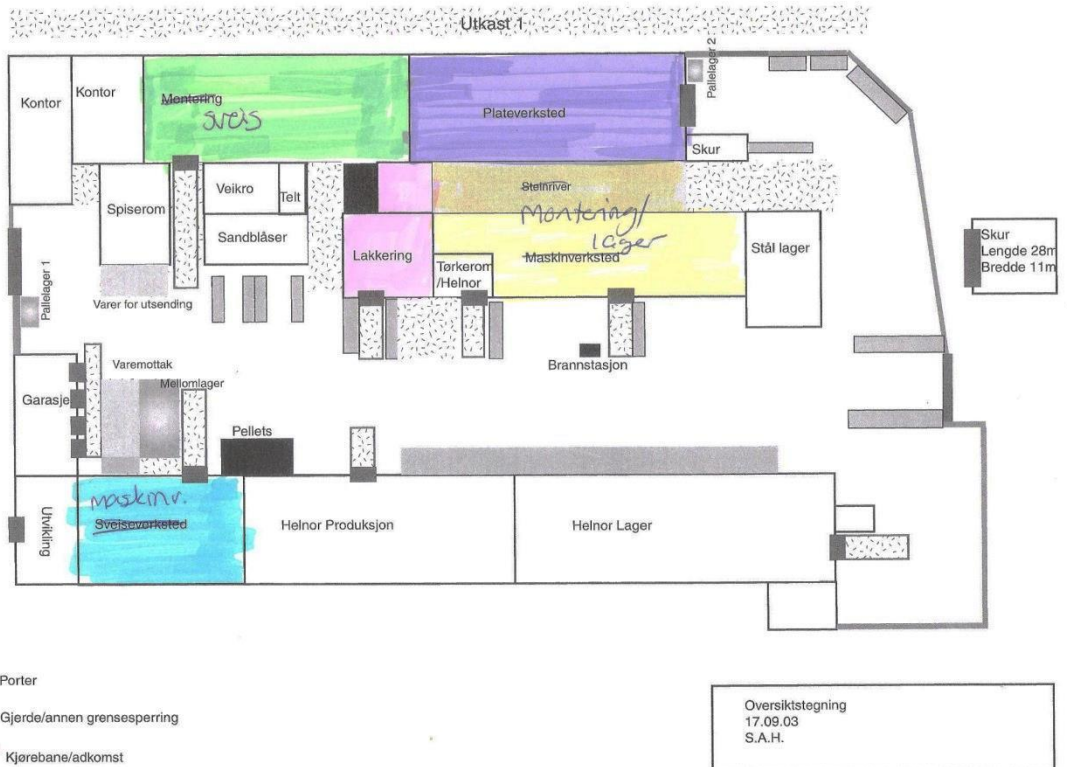 Utkast 1
Kontor
Kontor
Montering
sveis
Plateverksted
Pallelager 2
Skur
Spiserom
Veikro
Telt
Sandblåser
Steinriver
Montering/
lager
Maskinverksted
Lakkering
Tørkerom
/Helnor
Stål lager
Skur
Lengde 28m
Bredde 11m
Pallelager 1
Varer for utsending
Brannstasjon
Varemottak
Mellomlager
Garasje
Pellets
Utvikling
maskinv.
Sveiseverksted
Helnor Produksjon
Helnor Lager
Porter
Gjerde/annen grensesperring
Kjørebane/adkomst
Oversiktstegning
17.09.03
S.A.H.